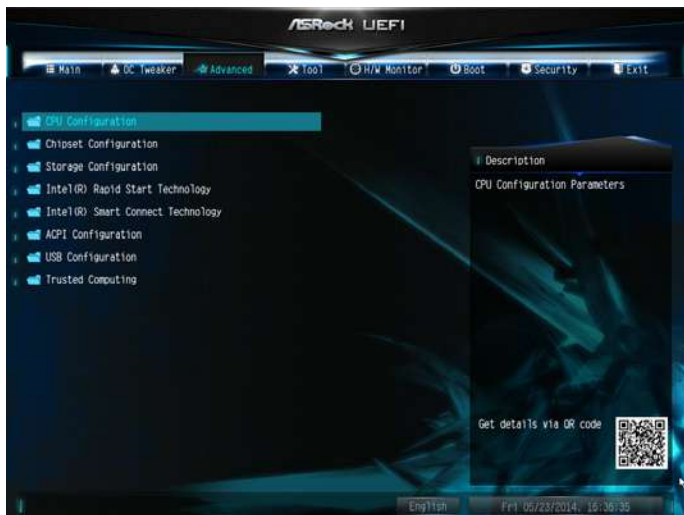 ASRock UEFI
Main OC Tweaker Advanced Tool H/W Monitor Boot Security Exit
CPU Configuration
Chipset Configuration
Storage Configuration
Intel(R) Rapid Start Technology
Intel(R) Smart Connect Technology
ACPI Configuration
USB Configuration
Trusted Computing
Description
CPU Configuration Parameters
Get details via QR code
English
Fri 05/23/2014, 16:36:35